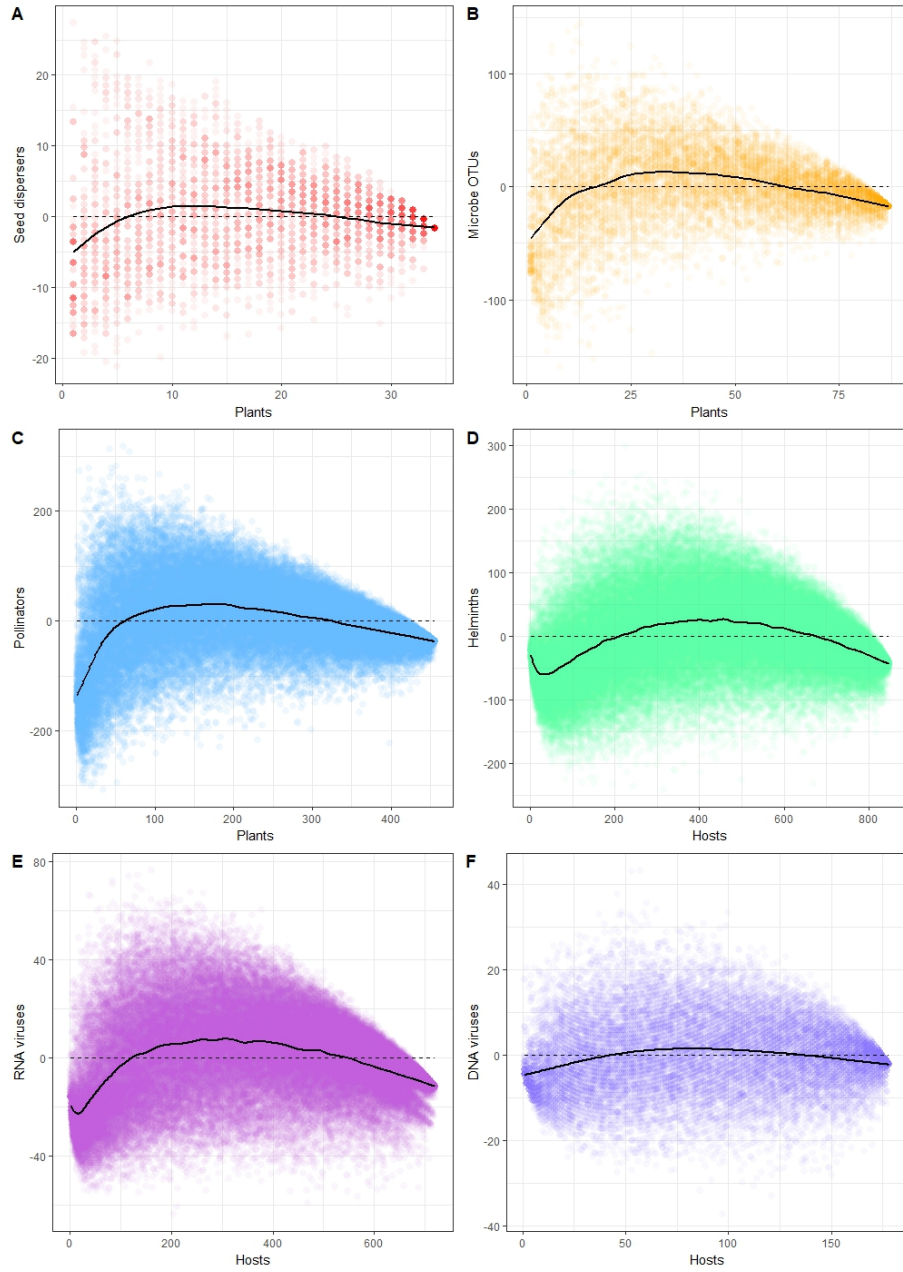 A
Seed dispersers
20
10
0
-10
-20
0
10
20
30
Plants
B
Microbe OTUs
100
0
-100
0
25
50
75
Plants
C
Pollinators
200
0
-200
0
100
200
300
400
Plants
D
Helminths
300
200
100
0
-100
-200
0
200
400
600
800
Hosts
E
RNA viruses
80
40
0
-40
0
200
400
600
Hosts
F
DNA viruses
40
20
0
-20
-40
0
50
100
150
Hosts